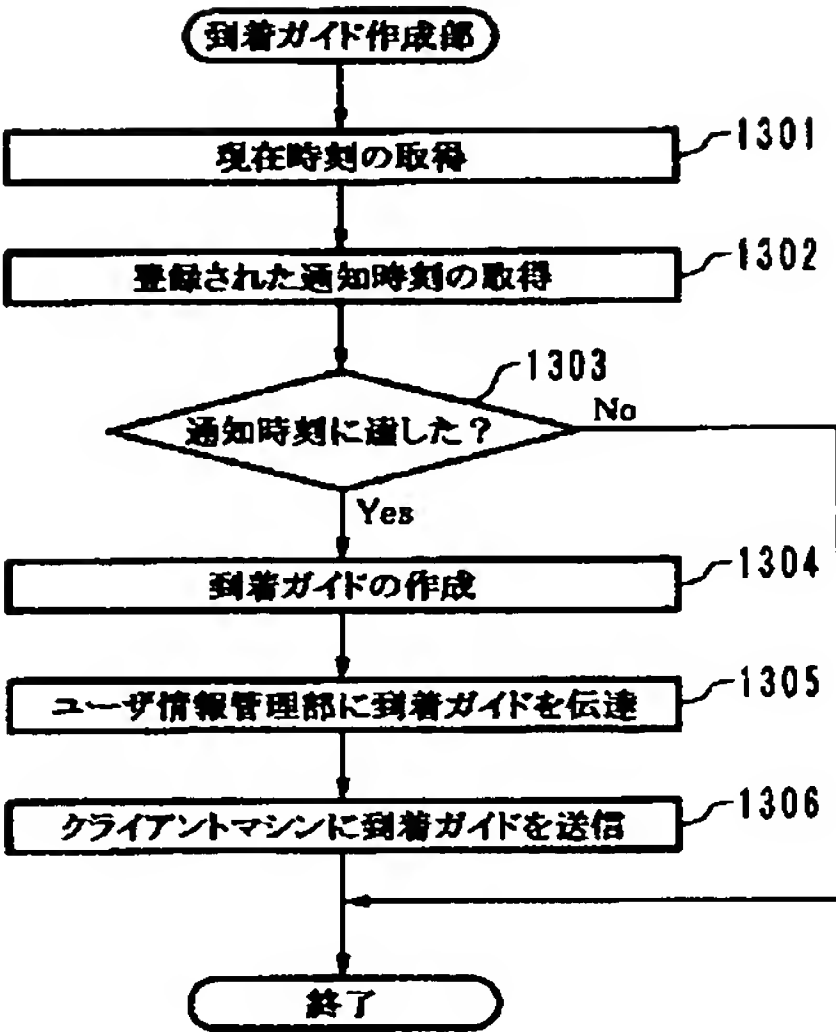 到着ガイド作成部
1301
現在時刻の取得
1302
登録された通知時刻の取得
1303
通知時刻に達した？
No
Yes
1304
到着ガイドの作成
1305
ユーザ情報管理部に到着ガイドを伝達
1306
クライアントマシンに到着ガイドを送信
終了